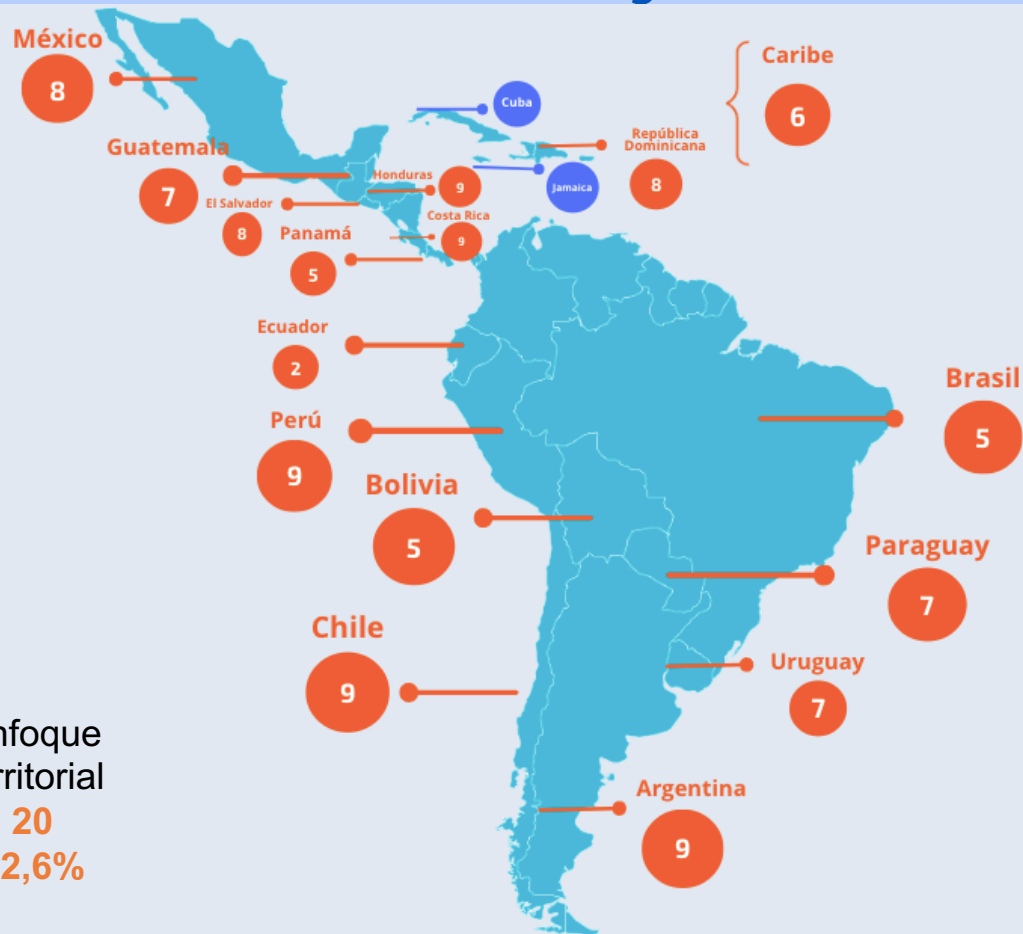 México
8
Caribe
6
Cuba
República
Dominicana
8
Jamaica
Guatemala
7
Honduras
9
El Salvador
8
Costa Rica
9
Panamá
5
Ecuador
2
Perú
9
Brasil
5
Bolivia
5
Paraguay
7
Chile
9
Uruguay
7
nfoque
rritorial
20
2,6%
Argentina
9